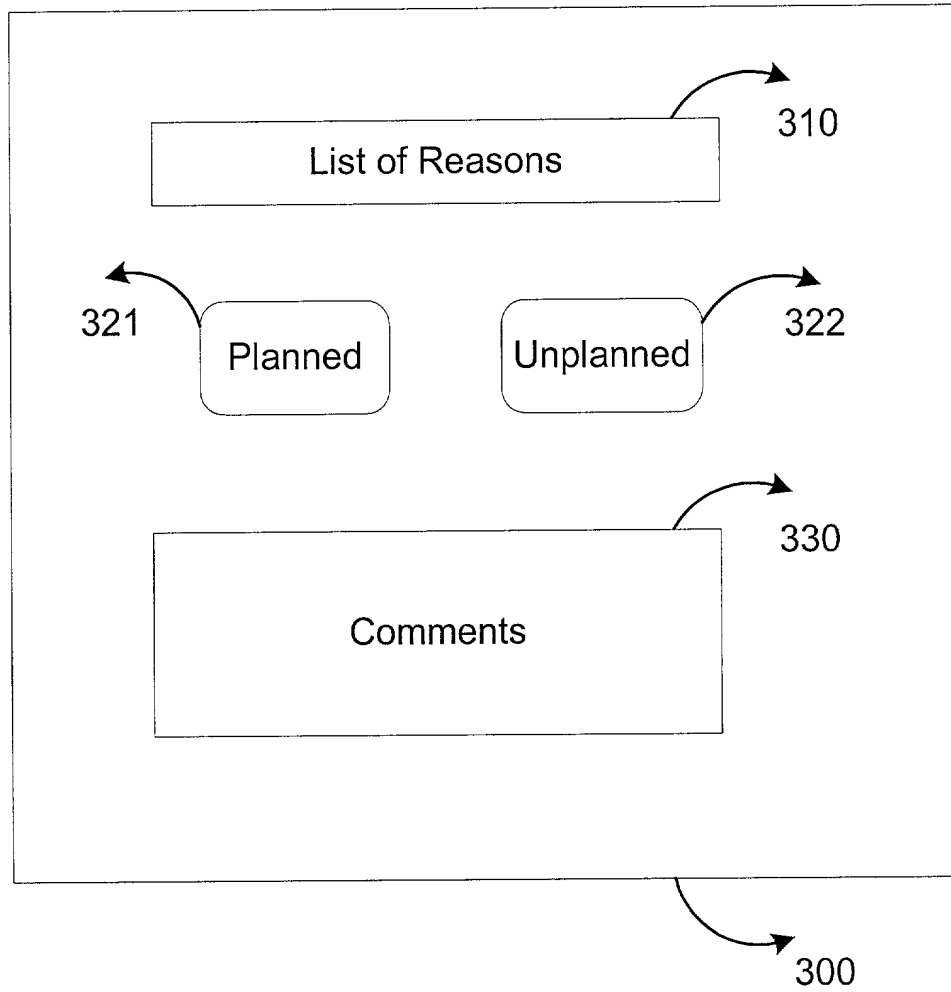 310
List of Reasons
321
322
Planned
Unplanned
330
Comments
300